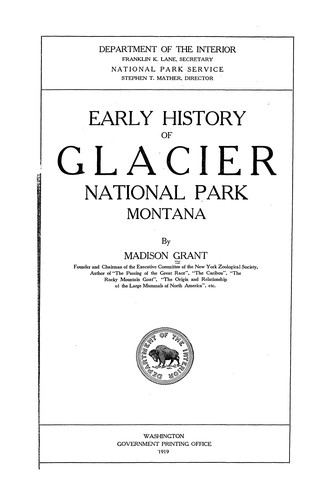 DEPARTMENT OF THE INTERIOR
FRANKLIN K. LANE, SECRETARY
NATIONAL PARK SERVICE
STEPHEN T. MATHER, DIRECTOR
EARLY HISTORY
OF
GLACIER
NATIONAL PARK
MONTANA
By
MADISON GRANT
Founder and Chairman of the Executive Committee of the New York Zoological Society,
Author of "The Passing of the Great Race", "The Caribou", "The
Rocky Mountain Goat", "The Origin and Relationship
of the Large Mammals of North America", etc.
DEPARTMENT OF THE INTERIOR
WASHINGTON
GOVERNMENT PRINTING OFFICE
1919